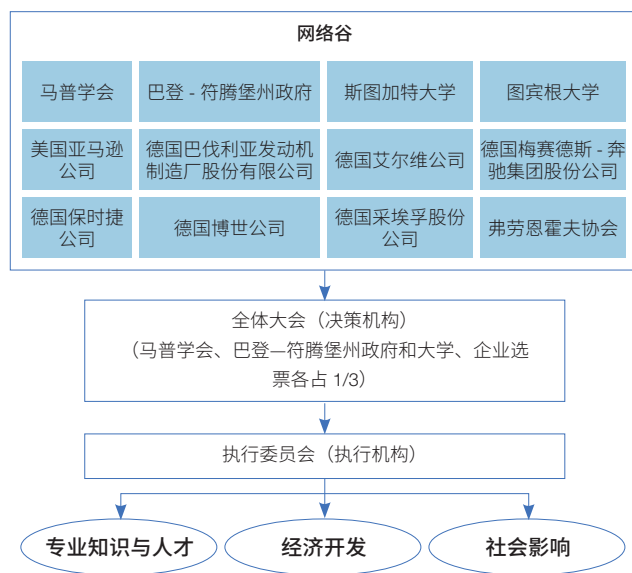 网络谷
马普学会
巴登 - 符腾堡州政府
斯图加特大学
图宾根大学
美国亚马逊
公司
德国巴伐利亚发动机
制造厂股份有限公司
德国艾尔维公司
德国梅赛德斯 - 奔
驰集团股份公司
德国保时捷
公司
德国博世公司
德国采埃孚股份
公司
弗劳恩霍夫协会
全体大会（决策机构）
（马普学会、巴登—符腾堡州政府和大学、企业选
票各占 1/3）
执行委员会（执行机构）
专业知识与人才
经济开发
社会影响